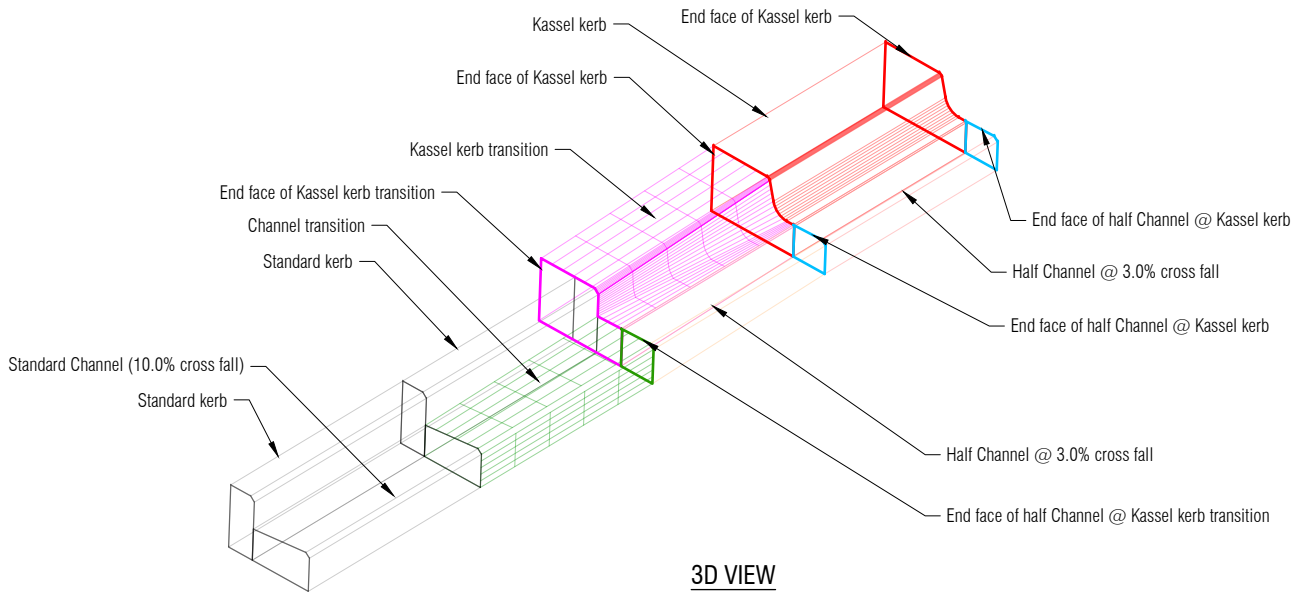 End face of Kassel kerb
Kassel kerb
End face of Kassel kerb
Kassel kerb transition
End face of Kassel kerb transition
Channel transition
Standard kerb
Standard Channel (10.0% cross fall)
Standard kerb
End face of half Channel @ Kassel kerb
Half Channel @ 3.0% cross fall
End face of half Channel @ Kassel kerb
Half Channel @ 3.0% cross fall
End face of half Channel @ Kassel kerb transition
3D VIEW